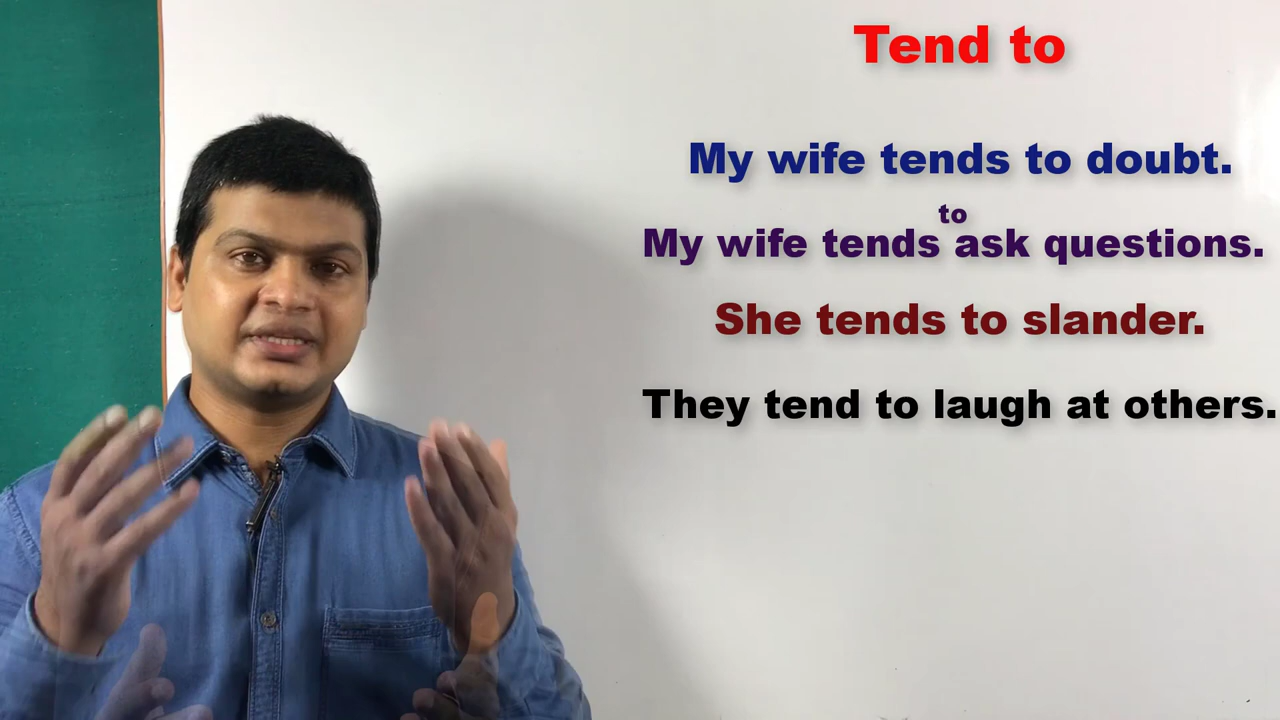 Tend to
My wife tends to doubt.
to
My wife tends ask questions.
She tends to slander.
They tend to laugh at others.